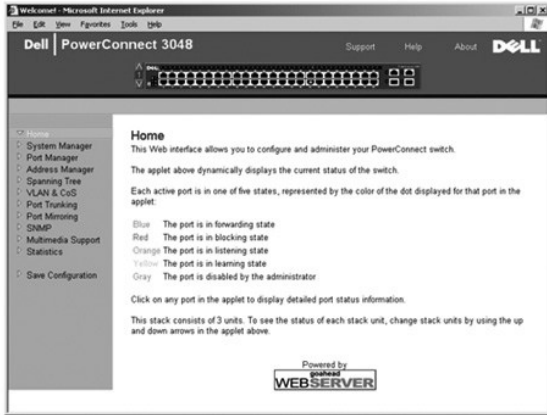 Welcome! - Microsoft Internet Explorer
File Edit View Favorites Tools Help
Dell | PowerConnect 3048
Support Help About DELL
Home
System Manager
Port Manager
Address Manager
Spanning Tree
VLAN & CoS
Port Trunking
Port Mirroring
SNMP
Multimedia Support
Statistics
Save Configuration
Home
This Web interface allows you to configure and administer your PowerConnect switch.
The applet above dynamically displays the current status of the switch.
Each active port is in one of five states, represented by the color of the dot displayed for that port in the
applet:
Blue The port is in forwarding state
Red The port is in blocking state
Orange The port is in listening state
Yellow The port is in learning state
Gray The port is disabled by the administrator
Click on any port in the applet to display detailed port status information.
This stack consists of 3 units. To see the status of each stack unit, change stack units by using the up
and down arrows in the applet above.
Powered by
goahead
WEBSERVER